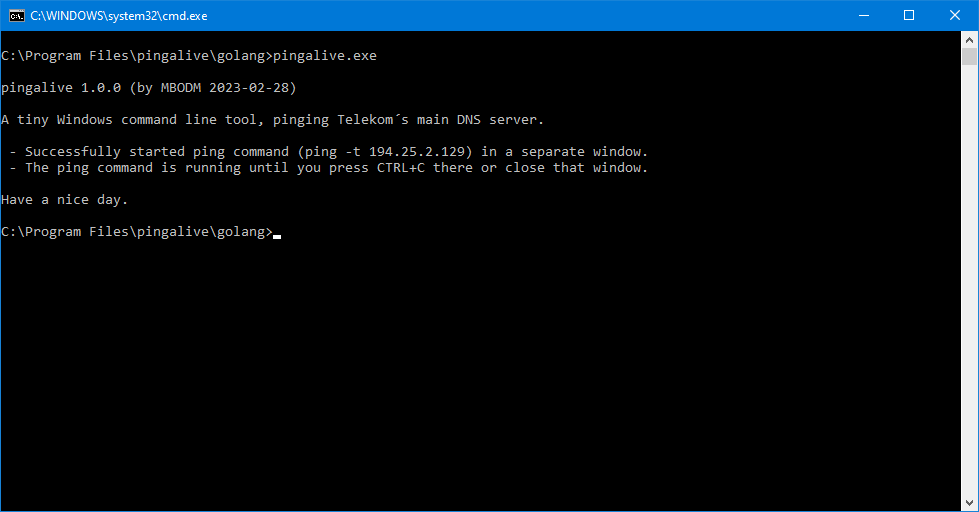 C:\WINDOWS\system32\cmd.exe
C:\Program Files\pingalive\golang>pingalive.exe
pingalive 1.0.0 (by MBODM 2023-02-28)
A tiny Windows command line tool, pinging Telekom´s main DNS server.
- Successfully started ping command (ping -t 194.25.2.129) in a separate window.
- The ping command is running until you press CTRL+C there or close that window.
Have a nice day.
C:\Program Files\pingalive\golang>